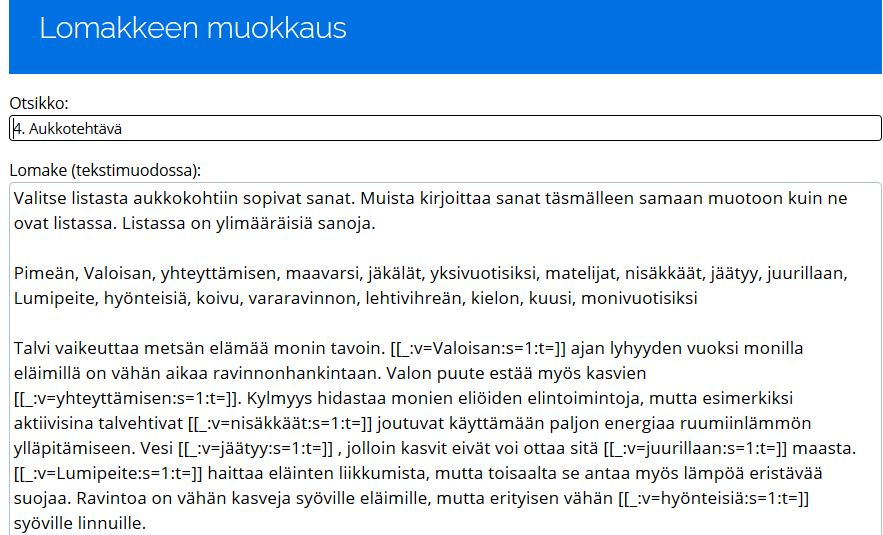 Lomakkeen muokkaus
Otsikko:
4. Aukkotehtävä
Lomake (tekstimuodossa):
Valitse listasta aukkokohtiin sopivat sanat. Muista kirjoittaa sanat täsmälleen samaan muotoon kuin ne
ovat listassa. Listassa on ylimääräisiä sanoja.
Pimeän, Valoisan, yhteyttämisen, maavarsi, jäkälät, yksivuotisiksi, matelijat, nisäkkäät, jäätyy, juurillaan,
Lumipeite, hyönteisiä, koivu, vararavinnon, lehtivihreän, kielon, kuusi, monivuotisiksi
Talvi vaikeuttaa metsän elämää monin tavoin. [[_:v=Valoisan:s=1:t=]] ajan lyhyyden vuoksi monilla
eläimillä on vähän aikaa ravinnonhankintaan. Valon puute estää myös kasvien
[[_:v=yhteyttämisen:s=1:t=]]. Kylmyys hidastaa monien eliöiden elintoimintoja, mutta esimerkiksi
aktiivisina talvehtivat [[_:v=nisäkkäät:s=1:t=]] joutuvat käyttämään paljon energiaa ruumiinlämmön
ylläpitämiseen. Vesi [[_:v=jäätyy:s=1:t=]] , jolloin kasvit eivät voi ottaa sitä [[_:v=juurillaan:s=1:t=]] maasta.
[[_:v=Lumipeite:s=1:t=]] haittaa eläinten liikkumista, mutta toisaalta se antaa myös lämpöä eristävää
suojaa. Ravintoa on vähän kasveja syöville eläimille, mutta erityisen vähän [[_:v=hyönteisiä:s=1:t=]]
syöville linnuille.